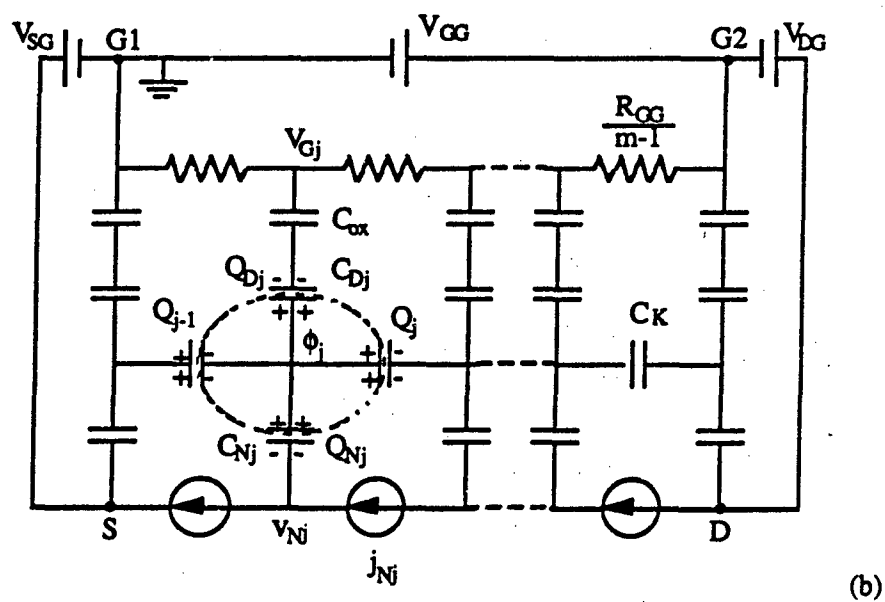 V_SG G1 V_GG G2 V_DG
R_GG
m-1
V_Gj
C_ox
Q_Dj C_Dj
Q_j-1 Q_j C_K
ϕ_j
C_Nj Q_Nj
S v_Nj D
j_Nj
(b)